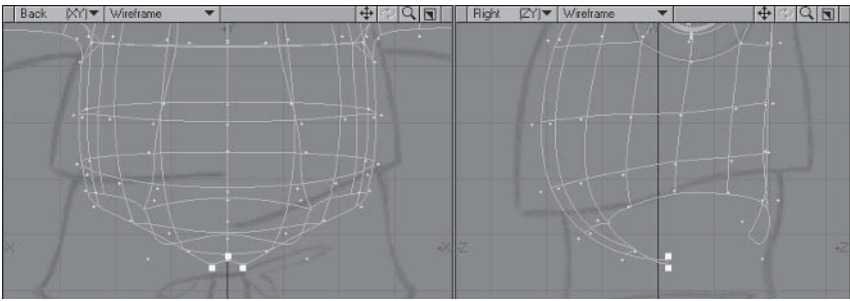 Back (XY) Wireframe
Right (ZY) Wireframe
+Y
-X
+X
-Z
+Z